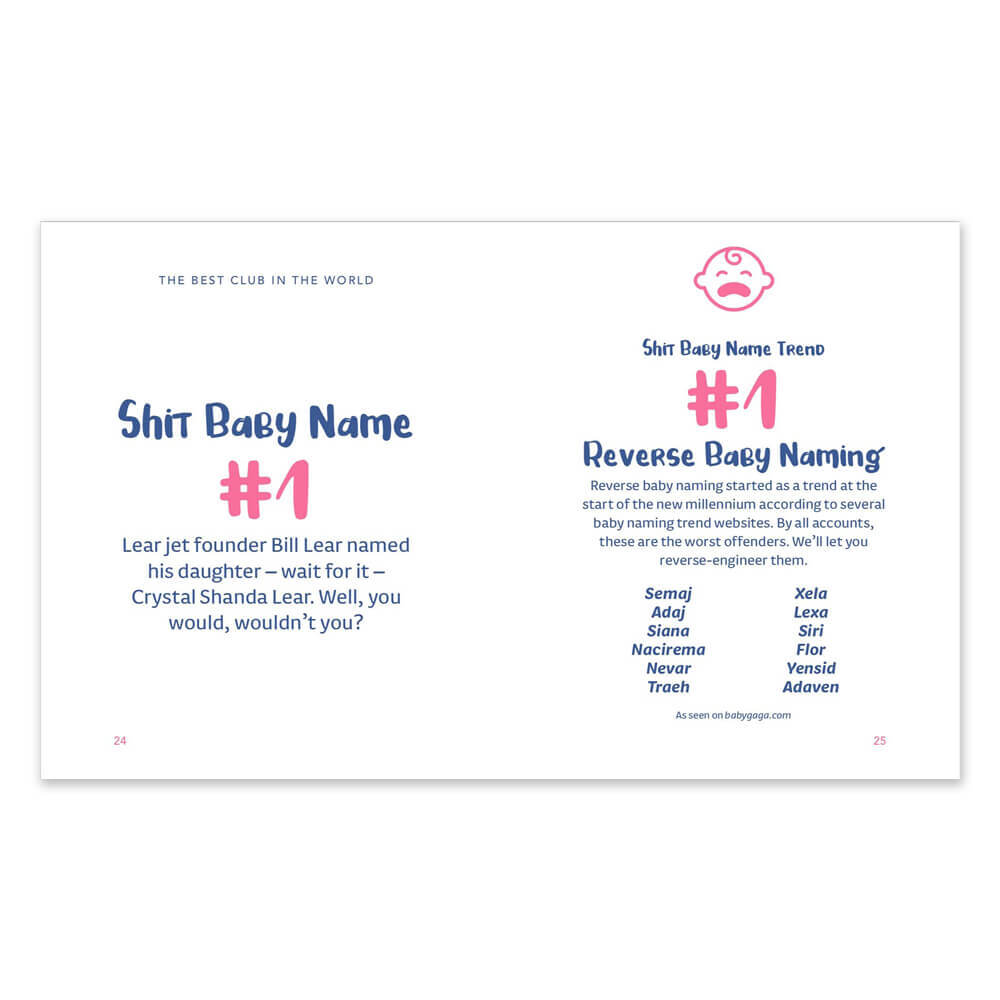 THE BEST CLUB IN THE WORLD
Shit Baby Name
#1
Lear jet founder Bill Lear named
his daughter – wait for it –
Crystal Shanda Lear. Well, you
would, wouldn’t you?
24
Shit Baby Name Trend
#1
Reverse Baby Naming
Reverse baby naming started as a trend at the
start of the new millennium according to several
baby naming trend websites. By all accounts,
these are the worst offenders. We’ll let you
reverse-engineer them.
Semaj
Adaj
Siana
Nacirema
Nevar
Traeh
Xela
Lexa
Siri
Flor
Yensid
Adaven
As seen on babygaga.com
25